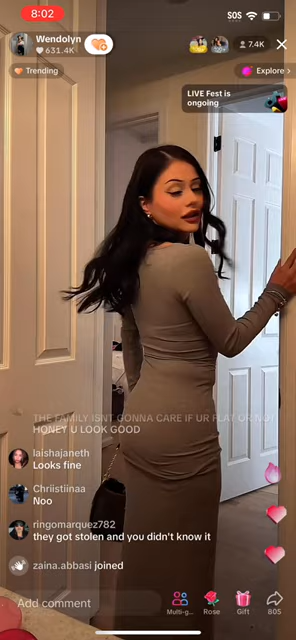 8:02
SOS
Wendolyn
631.4K
7.4K
Trending
Explore >
LIVE Fest is
ongoing
THE FAMILY ISNT GONNA CARE IF UR FLAT OR NOT
HONEY U LOOK GOOD
laishajaneth
Looks fine
Chriistiinaa
Noo
ringomarquez782
they got stolen and you didn't know it
zaina.abbasi joined
Add comment
Multi-g...
Rose
Gift
805